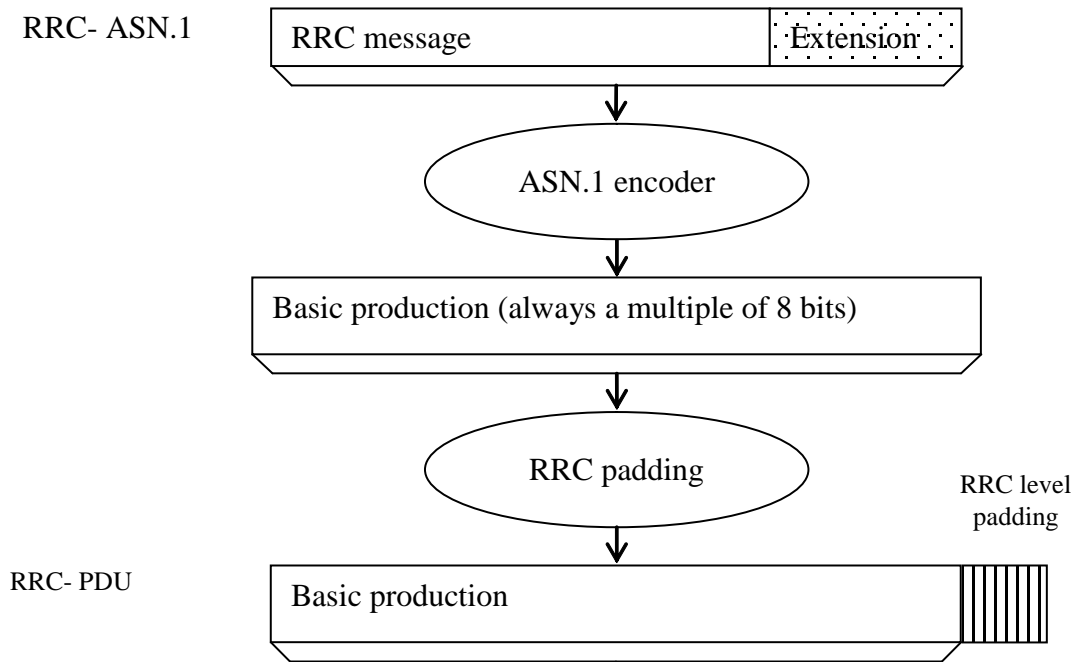 RRC- ASN.1
RRC message
Extension
ASN.1 encoder
Basic production (always a multiple of 8 bits)
RRC padding
RRC level
padding
RRC- PDU
Basic production